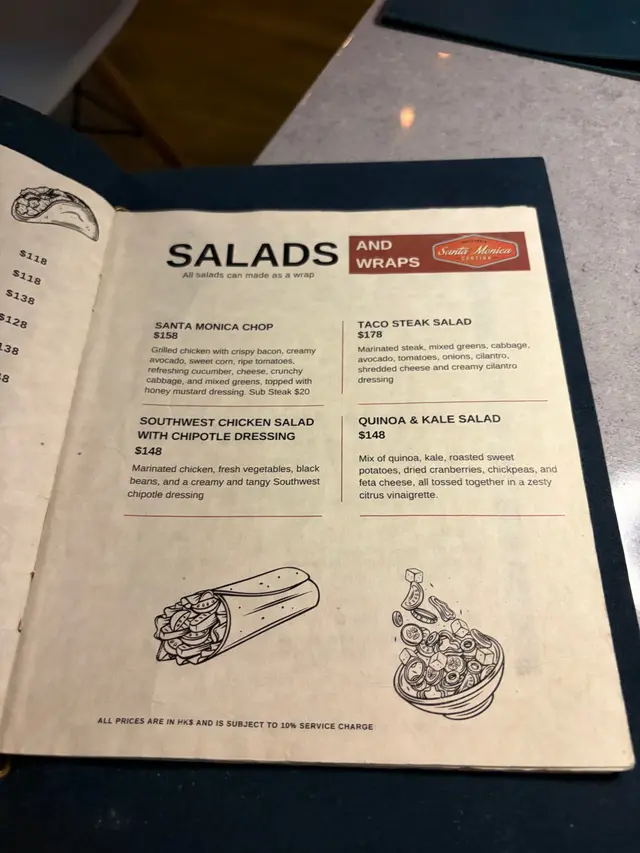 $118
$118
$138
$128
SALADS
AND
WRAPS
Santa Monica
CANTINA
All salads can made as a wrap
SANTA MONICA CHOP
$158
Grilled chicken with crispy bacon, creamy
avocado, sweet corn, ripe tomatoes,
refreshing cucumber, cheese, crunchy
cabbage, and mixed greens, topped with
honey mustard dressing. Sub Steak $20
TACO STEAK SALAD
$178
Marinated steak, mixed greens, cabbage,
avocado, tomatoes, onions, cilantro,
shredded cheese and creamy cilantro
dressing
SOUTHWEST CHICKEN SALAD
WITH CHIPOTLE DRESSING
$148
Marinated chicken, fresh vegetables, black
beans, and a creamy and tangy Southwest
chipotle dressing
QUINOA & KALE SALAD
$148
Mix of quinoa, kale, roasted sweet
potatoes, dried cranberries, chickpeas, and
feta cheese, all tossed together in a zesty
citrus vinaigrette.
ALL PRICES ARE IN HK$ AND IS SUBJECT TO 10% SERVICE CHARGE